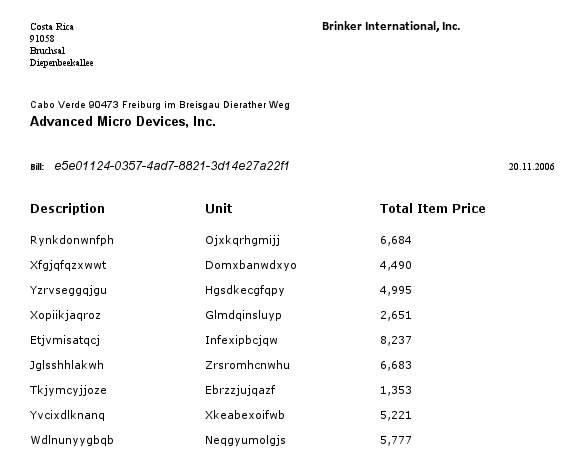 Costa Rica
91058
Bruchsal
Diepenbeekallee
Brinker International, Inc.
Cabo Verde 90473 Freiburg im Breisgau Dierather Weg
Advanced Micro Devices, Inc.
Bill: e5e01124-0357-4ad7-8821-3d14e27a22f1 20.11.2006
Description Unit Total Item Price
Rynkdonwnfph Ojxkqrhgmijj 6,684
Xfgjqfqzxwwt Domxbanwdxyo 4,490
Yzrvseggqjgu Hgsdkecgfqpy 4,995
Xopiikjaqroz Glmdqinsluyp 2,651
Etjvmisatqcj Infexipbcjqw 8,237
Jglsshhlakwh Zrsromhcnwhu 6,683
Tkjymcyjjoze Ebrzzjujqazf 1,353
Yvcixdlknanq Xkeabexoifwb 5,221
Wdlnunyygbqb Neqgyumolgjs 5,777